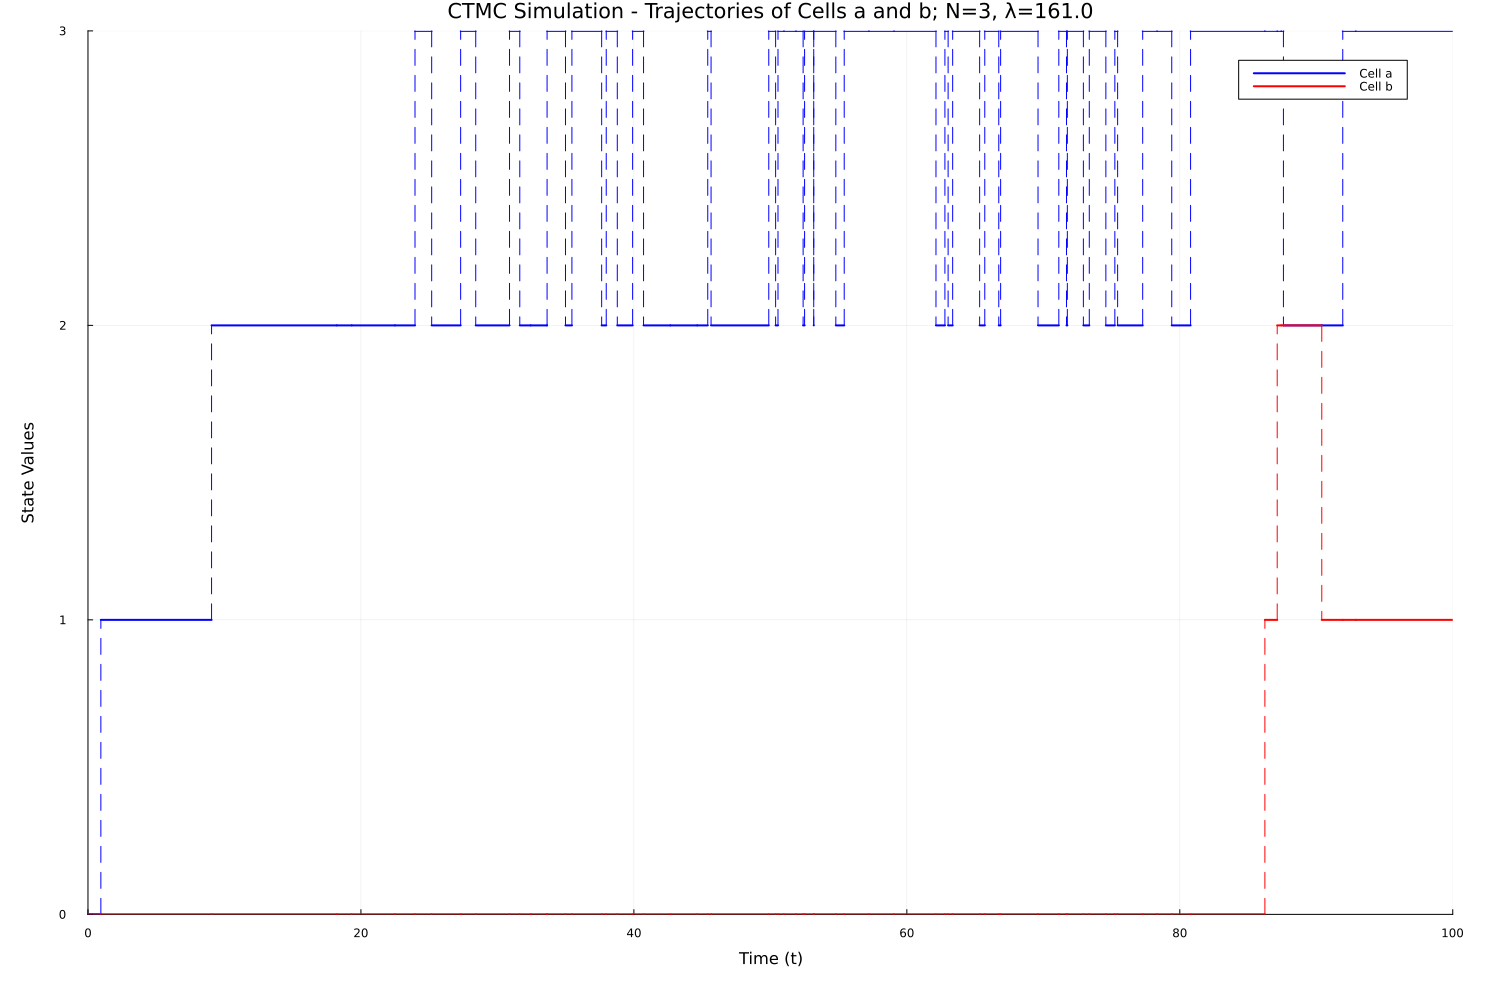 CTMC Simulation - Trajectories of Cells a and b; N=3, λ=161.0
3
Cell a
Cell b
2
State Values
1
0
0 20 40 60 80 100
Time (t)